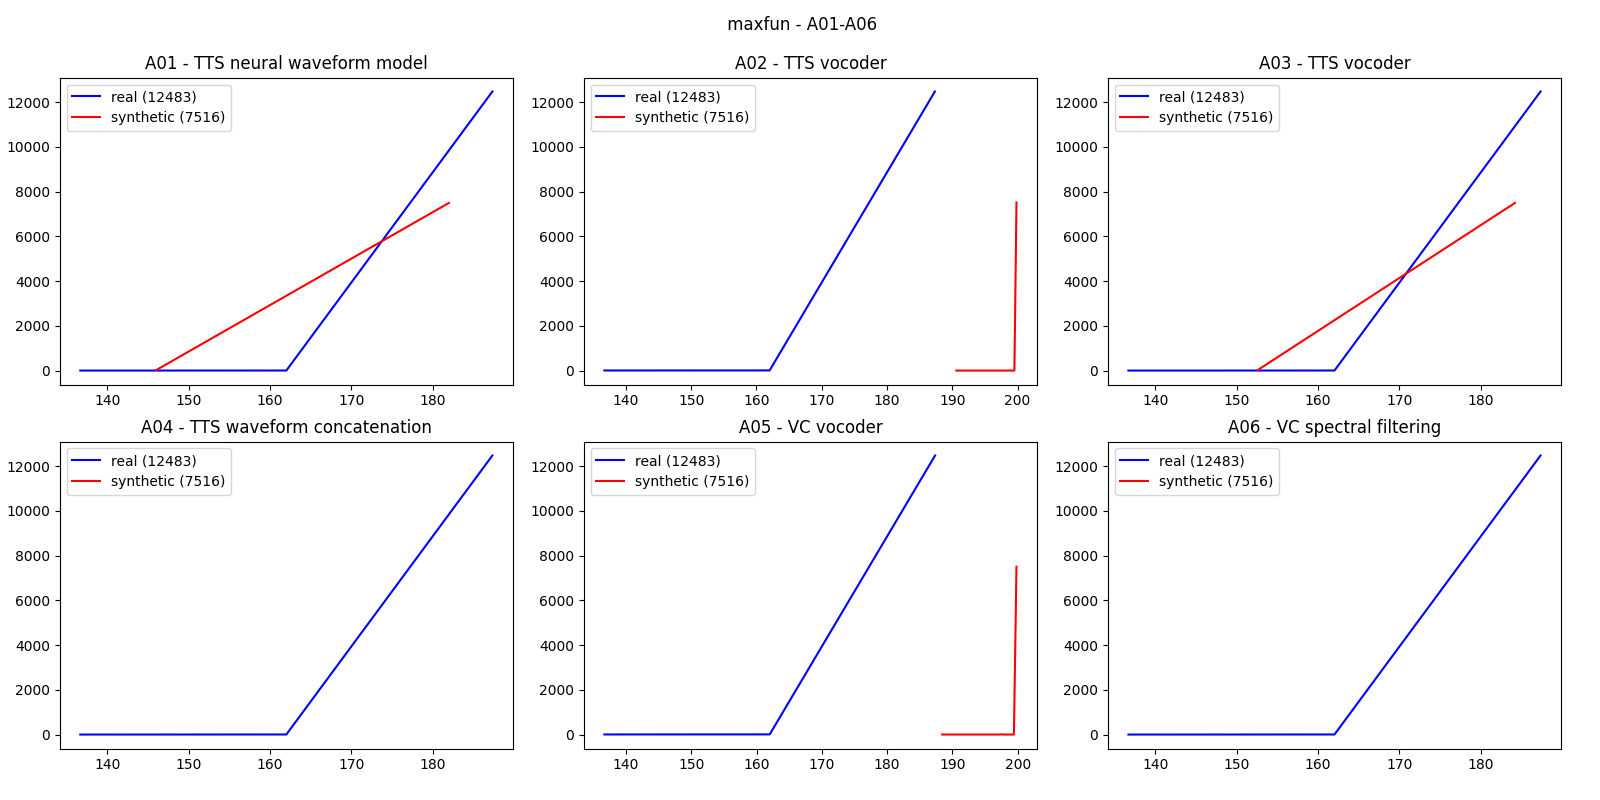 maxfun - A01-A06
A01 - TTS neural waveform model
real (12483)
synthetic (7516)
12000
10000
8000
6000
4000
2000
0
140 150 160 170 180
A02 - TTS vocoder
real (12483)
synthetic (7516)
12000
10000
8000
6000
4000
2000
0
140 150 160 170 180 190 200
A03 - TTS vocoder
real (12483)
synthetic (7516)
12000
10000
8000
6000
4000
2000
0
140 150 160 170 180
A04 - TTS waveform concatenation
real (12483)
synthetic (7516)
12000
10000
8000
6000
4000
2000
0
140 150 160 170 180
A05 - VC vocoder
real (12483)
synthetic (7516)
12000
10000
8000
6000
4000
2000
0
140 150 160 170 180 190 200
A06 - VC spectral filtering
real (12483)
synthetic (7516)
12000
10000
8000
6000
4000
2000
0
140 150 160 170 180